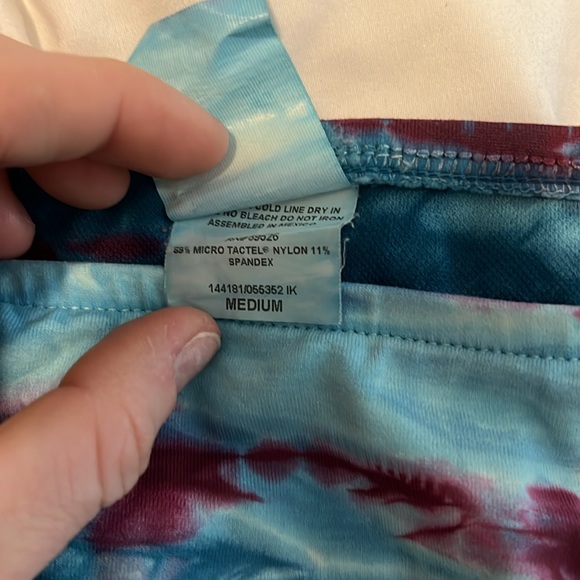 COLD LINE DRY IN
NO BLEACH DO NOT IRON
ASSEMBLED IN MEXICO
89% MICRO TACTEL® NYLON 11%
SPANDEX
144181/055352 IK
MEDIUM